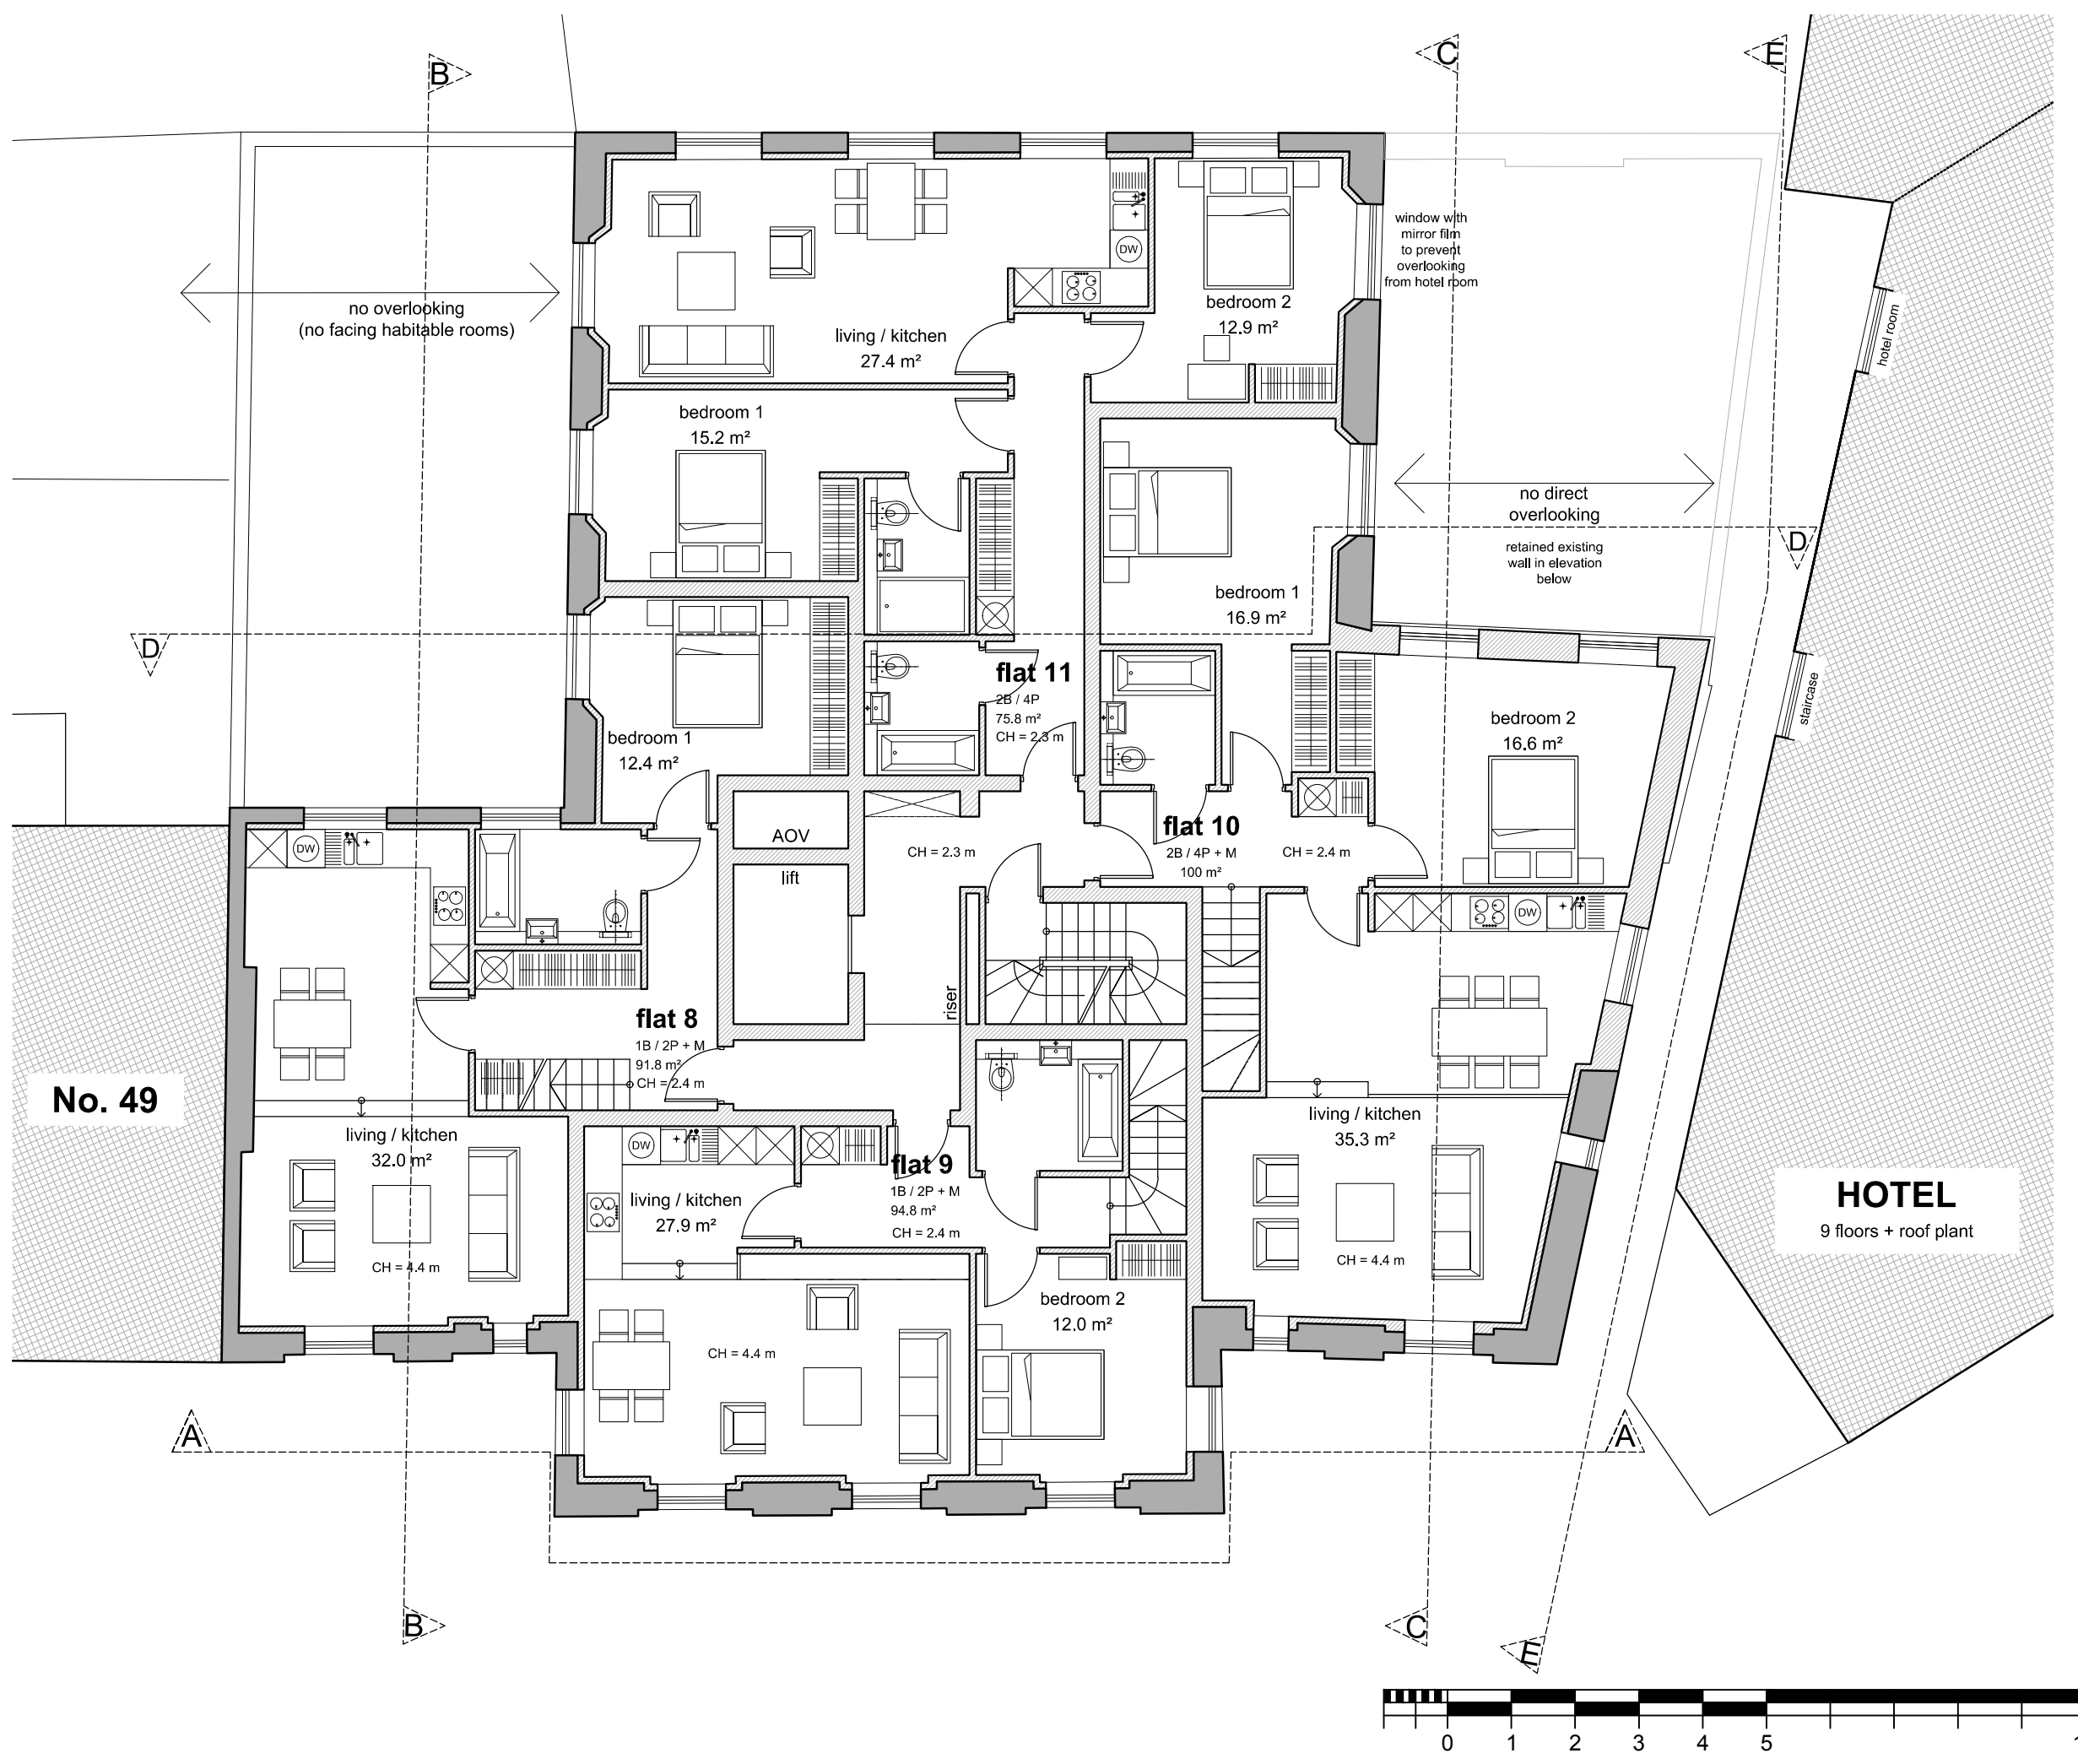 B
C
E
window with
mirror film
to prevent
overlooking
from hotel room
DW
no overlooking
(no facing habitable rooms)
bedroom 2
12.9 m²
living / kitchen
27.4 m²
hotel room
bedroom 1
15.2 m²
no direct
overlooking
D
retained existing
wall in elevation
below
bedroom 1
16.9 m²
D
flat 11
2B / 4P
75.8 m²
CH = 2.3 m
staircase
bedroom 2
16.6 m²
bedroom 1
12.4 m²
AOV
lift
CH = 2.3 m
flat 10
2B / 4P + M
100 m²
CH = 2.4 m
DW
DW
riser
flat 8
1B / 2P + M
91.8 m²
CH = 2.4 m
No. 49
living / kitchen
32.0 m²
living / kitchen
35.3 m²
DW
flat 9
1B / 2P + M
94.8 m²
CH = 2.4 m
living / kitchen
27.9 m²
HOTEL
9 floors + roof plant
CH = 4.4 m
CH = 4.4 m
bedroom 2
12.0 m²
CH = 4.4 m
A
A
B
C
E
0 1 2 3 4 5